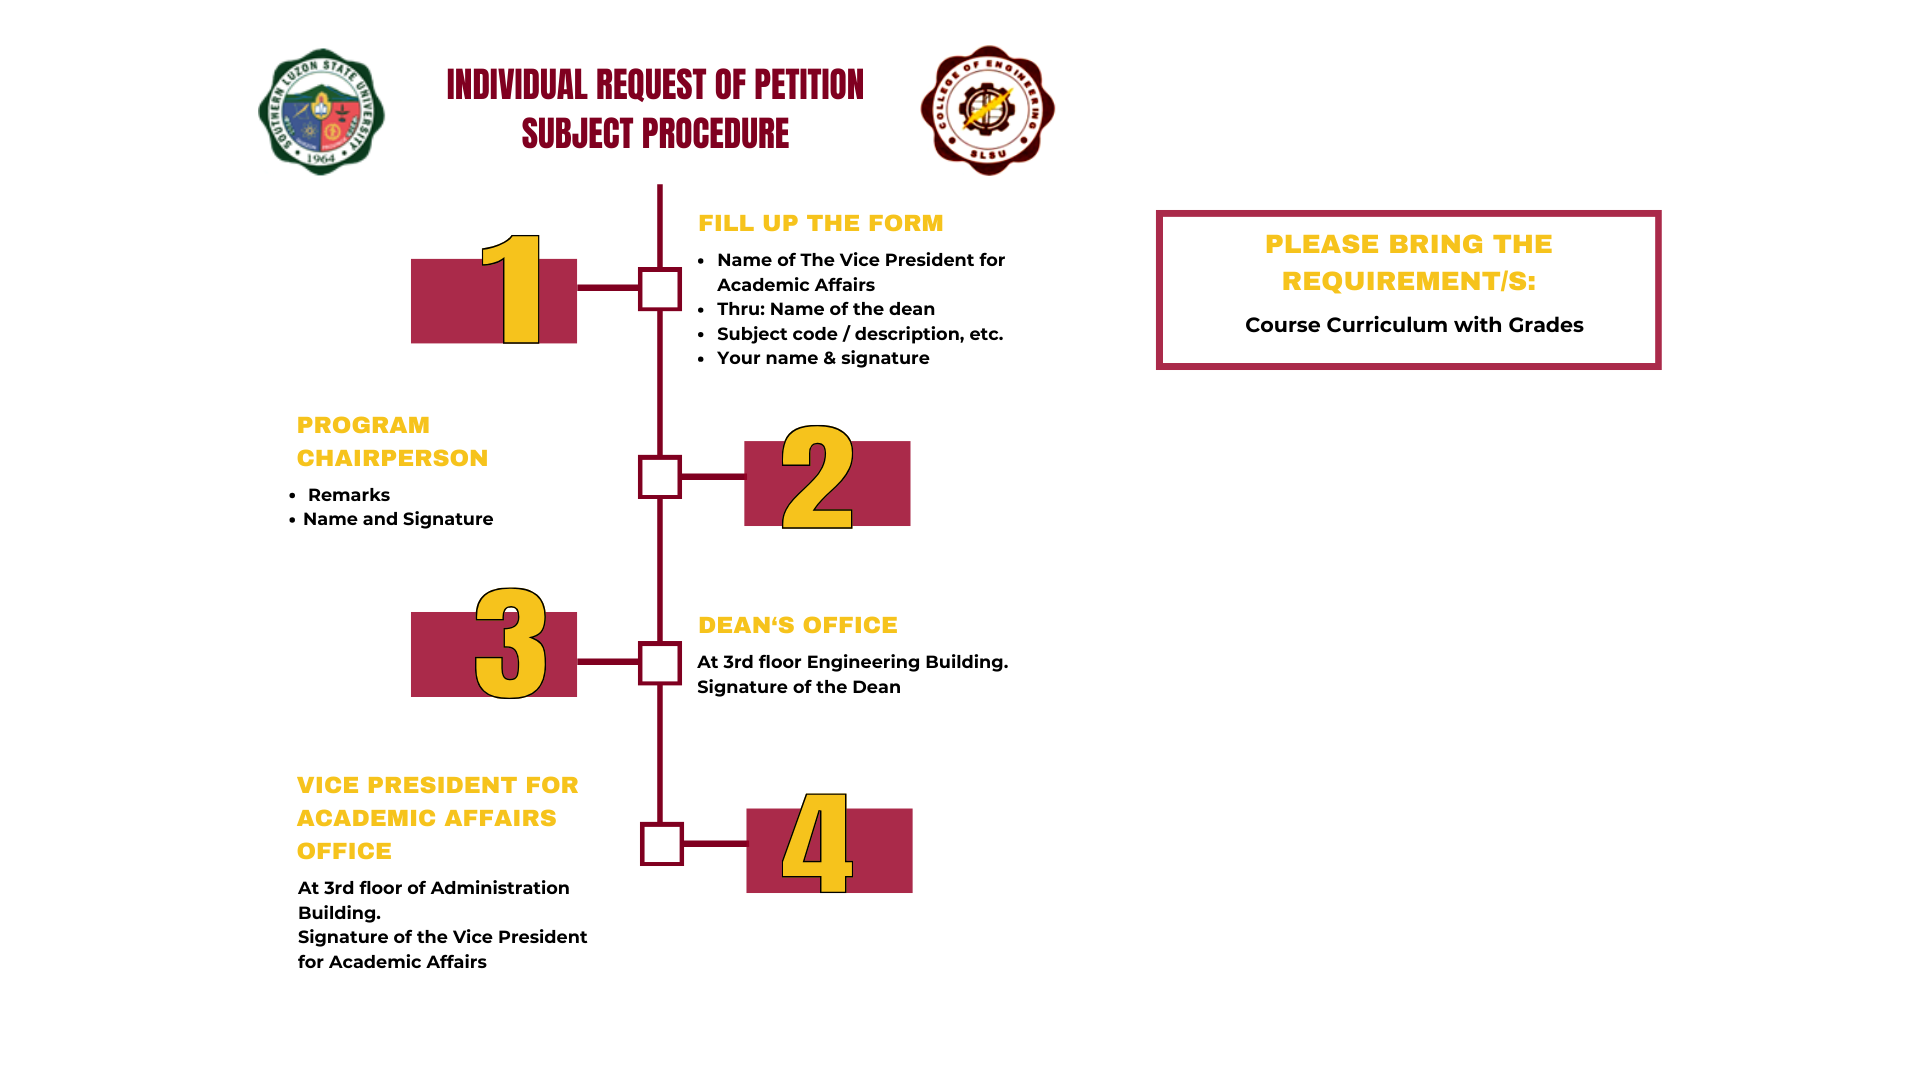 SOUTHERN LUZON STATE UNIVERSITY
1964
INDIVIDUAL REQUEST OF PETITION
SUBJECT PROCEDURE
COLLEGE OF ENGINEERING
SLSU
1
FILL UP THE FORM
• Name of The Vice President for
Academic Affairs
• Thru: Name of the dean
• Subject code / description, etc.
• Your name & signature
PLEASE BRING THE
REQUIREMENT/S:
Course Curriculum with Grades
2
PROGRAM
CHAIRPERSON
• Remarks
• Name and Signature
3
DEAN‘S OFFICE
At 3rd floor Engineering Building.
Signature of the Dean
4
VICE PRESIDENT FOR
ACADEMIC AFFAIRS
OFFICE
At 3rd floor of Administration
Building.
Signature of the Vice President
for Academic Affairs